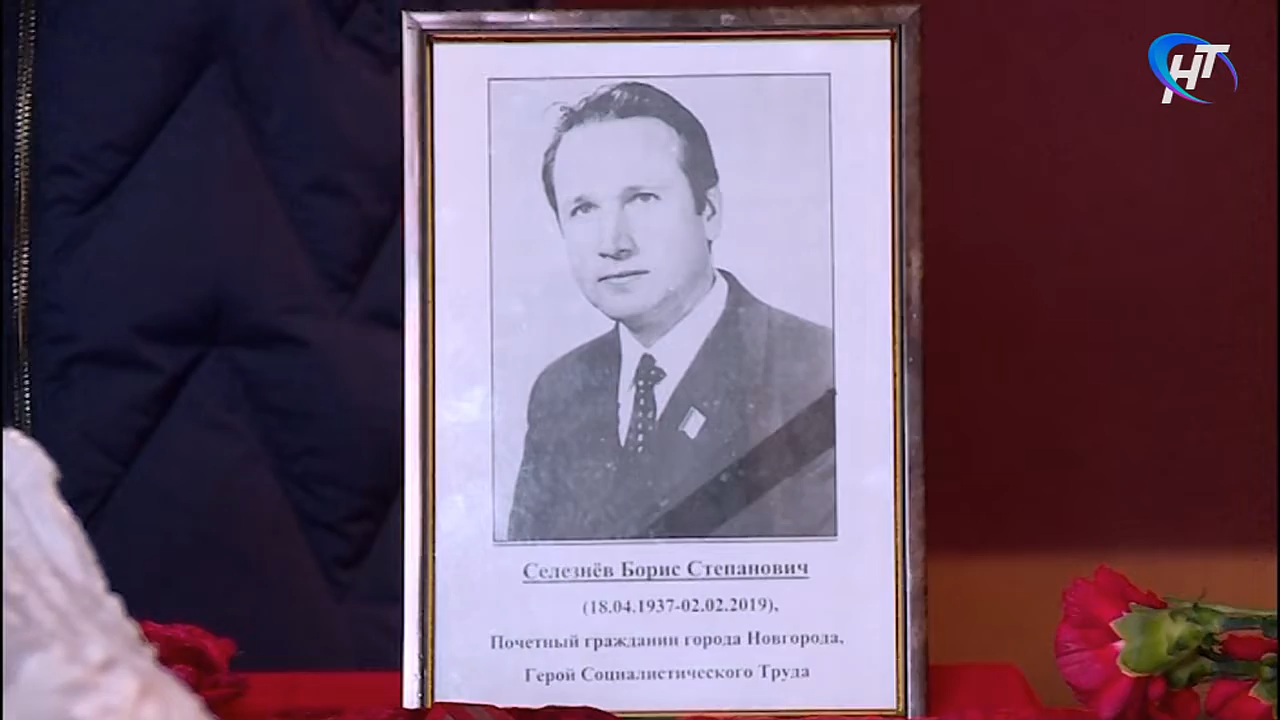 НТ
Селезнёв Борис Степанович
(18.04.1937-02.02.2019),
Почетный гражданин города Новгорода,
Герой Социалистического Труда